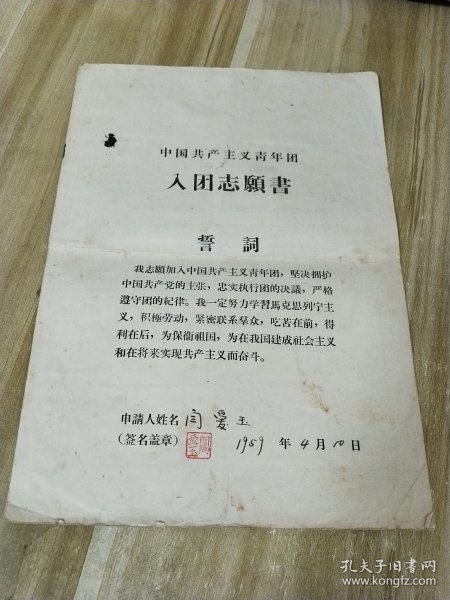 中国共产主义青年团
入团志願書
誓詞
我志願加入中国共产主义青年团，堅决拥护
中国共产党的主张，忠实执行团的决議，严格
遵守团的紀律。我一定努力学習馬克思列宁主
义，积極劳动，紧密联系羣众，吃苦在前，得
利在后，为保衛祖国，为在我国建成社会主义
和在將来实现共产主义而奋斗。
申請人姓名 闫 玉
(签名盖章) 1959 年 4 月 10 日
孔夫子旧书网
www.kongfz.com